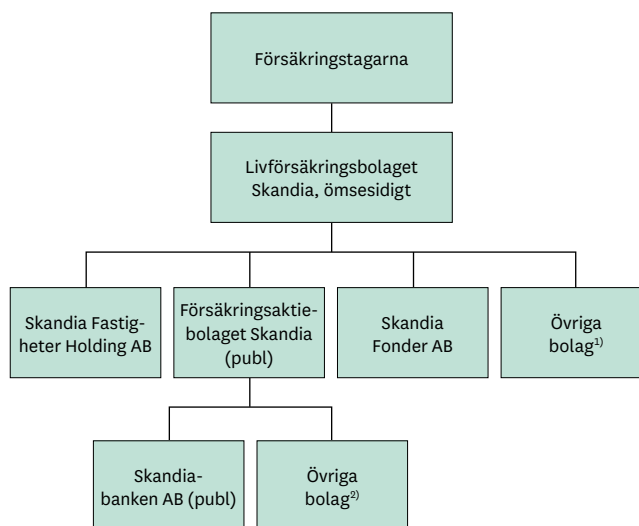 Försäkringstagarna
Livförsäkringsbolaget
Skandia, ömsesidigt
Skandia Fastig-
heter Holding AB
Försäkringsaktie-
bolaget Skandia
(publ)
Skandia
Fonder AB
Övriga
bolag¹⁾
Skandia-
banken AB (publ)
Övriga
bolag²⁾